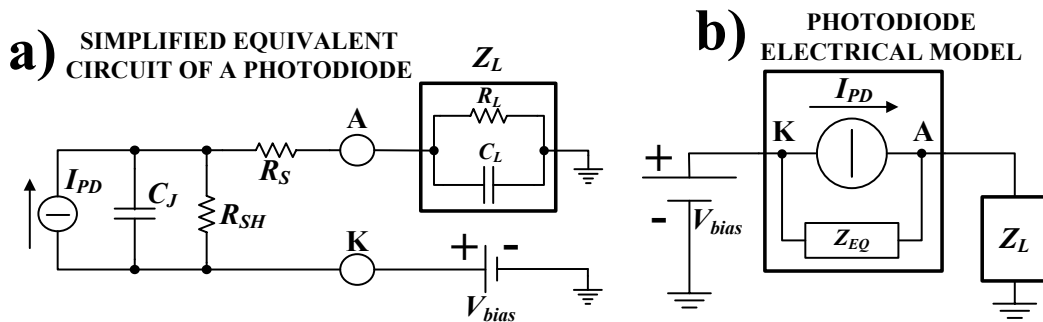 a) SIMPLIFIED EQUIVALENT
CIRCUIT OF A PHOTODIODE
Z_L
R_L
C_L
A
R_S
I_PD
C_J
R_SH
K
+ -
V_bias
b) PHOTODIODE
ELECTRICAL MODEL
I_PD
K A
+
-
V_bias
Z_EQ
Z_L